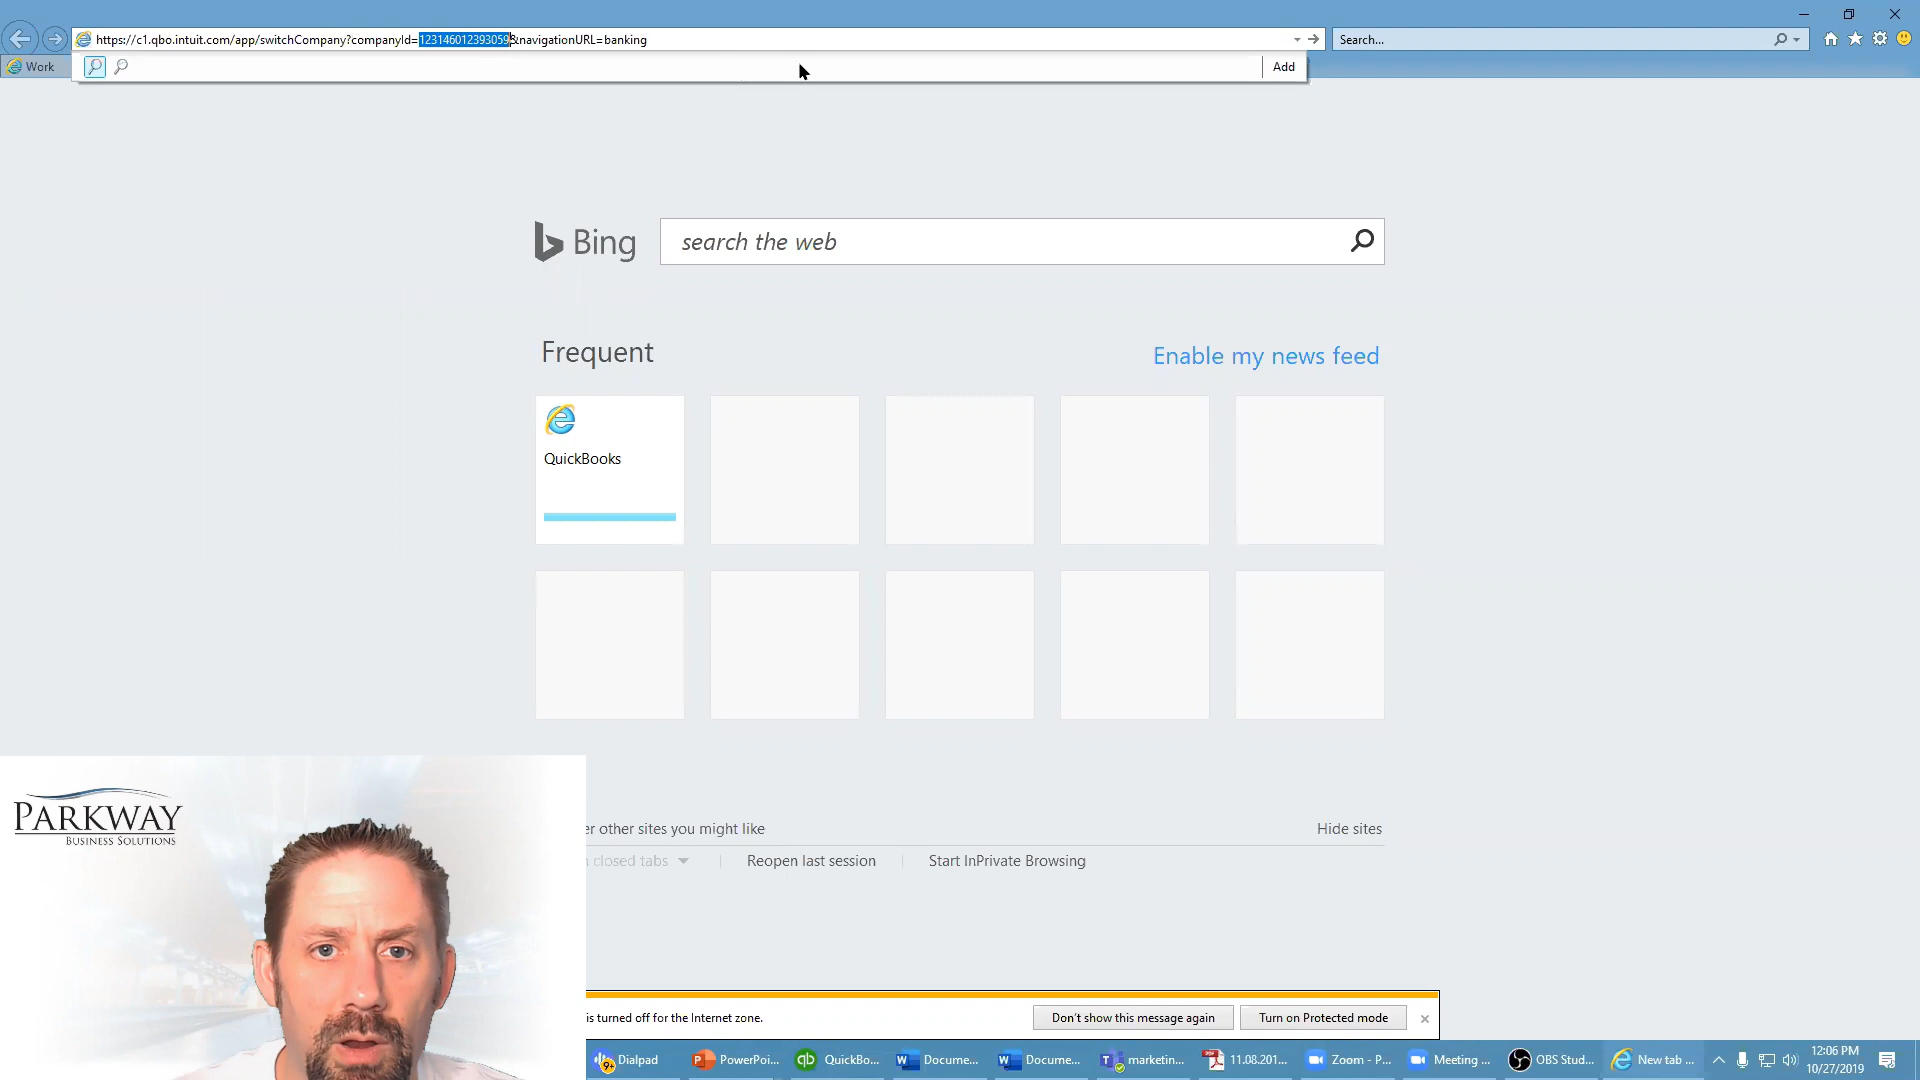 https://c1.qbo.intuit.com/app/switchCompany?companyId=123146012393059&navigationURL=banking
Search...
Work
Add
Bing
search the web
Frequent
Enable my news feed
QuickBooks
other sites you might like
Hide sites
closed tabs
Reopen last session
Start InPrivate Browsing
PARKWAY
BUSINESS SOLUTIONS
is turned off for the Internet zone.
Don't show this message again
Turn on Protected mode
9+
Dialpad
PowerPoi...
QuickBo...
Docume...
Docume...
marketin...
11.08.201...
Zoom - P...
Meeting ...
OBS Stud...
New tab ...
12:06 PM
10/27/2019